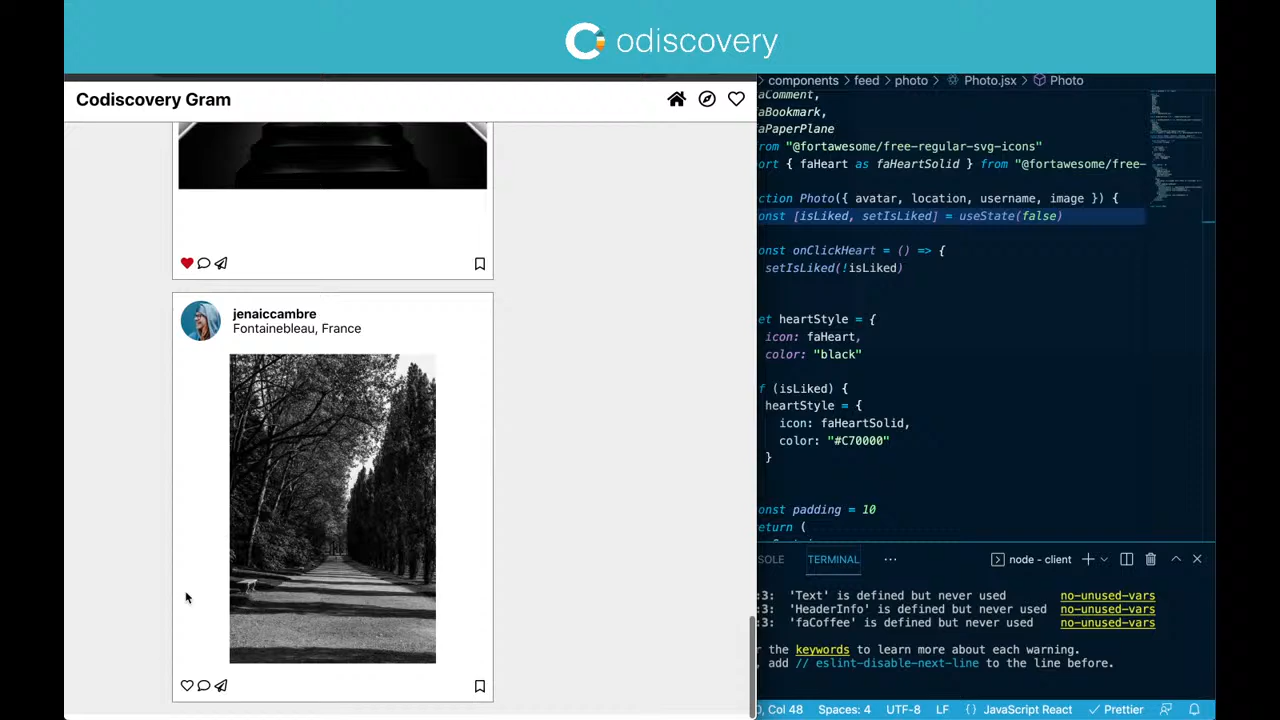 odiscovery
Codiscovery Gram
jenaiccambre
Fontainebleau, France
components > feed > photo > Photo.jsx > Photo
aComment,
aBookmark,
aPaperPlane
rom "@fortawesome/free-regular-svg-icons"
ort { faHeart as faHeartSolid } from "@fortawesome/free-
ction Photo({ avatar, location, username, image }) {
onst [isLiked, setIsLiked] = useState(false)
onst onClickHeart = () => {
setIsLiked(!isLiked)
et heartStyle = {
icon: faHeart,
color: "black"
f (isLiked) {
heartStyle = {
icon: faHeartSolid,
color: "#C70000"
}
onst padding = 10
eturn (
SOLE TERMINAL ··· node - client
:3: 'Text' is defined but never used no-unused-vars
:3: 'HeaderInfo' is defined but never used no-unused-vars
:3: 'faCoffee' is defined but never used no-unused-vars
r the keywords to learn more about each warning.
, add // eslint-disable-next-line to the line before.
, Col 48 Spaces: 4 UTF-8 LF {} JavaScript React Prettier